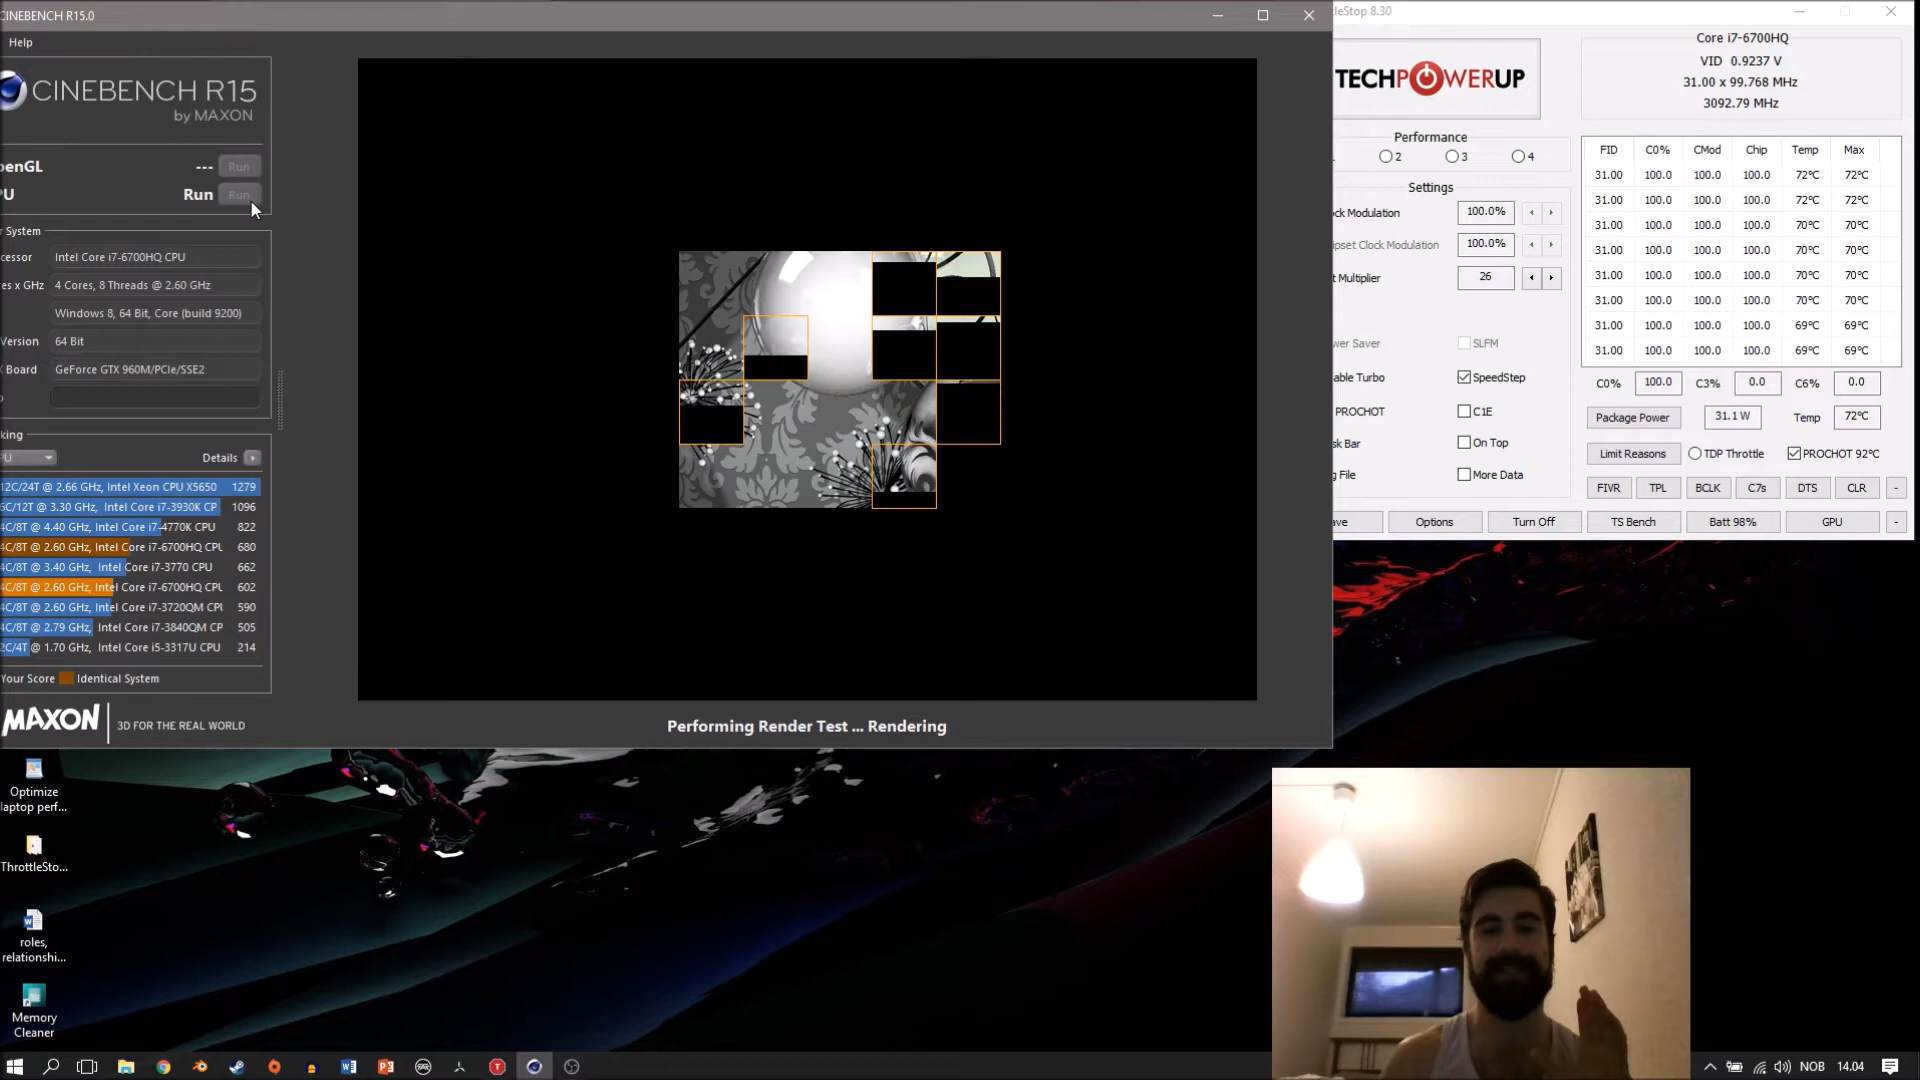 CINEBENCH R15.0
Help
CINEBENCH R15
by MAXON
penGL --- Run
PU Run Run
r System
cessor Intel Core i7-6700HQ CPU
res x GHz 4 Cores, 8 Threads @ 2.60 GHz
Windows 8, 64 Bit, Core (build 9200)
Version 64 Bit
Board GeForce GTX 960M/PCIe/SSE2
king
PU Details
12C/24T @ 2.66 GHz, Intel Xeon CPU X5650 1279
6C/12T @ 3.30 GHz, Intel Core i7-3930K CP 1096
4C/8T @ 4.40 GHz, Intel Core i7-4770K CPU 822
4C/8T @ 2.60 GHz, Intel Core i7-6700HQ CPU 680
4C/8T @ 3.40 GHz, Intel Core i7-3770 CPU 662
4C/8T @ 2.60 GHz, Intel Core i7-6700HQ CPU 602
4C/8T @ 2.60 GHz, Intel Core i7-3720QM CPU 590
4C/8T @ 2.79 GHz, Intel Core i7-3840QM CP 505
2C/4T @ 1.70 GHz, Intel Core i5-3317U CPU 214
Your Score Identical System
MAXON 3D FOR THE REAL WORLD
Performing Render Test ... Rendering
tleStop 8.30
TECHPOWERUP
Core i7-6700HQ
VID 0.9237 V
31.00 x 99.768 MHz
3092.79 MHz
Performance
2 3 4
Settings
ock Modulation 100.0%
ipset Clock Modulation 100.0%
t Multiplier 26
wer Saver SLFM
able Turbo SpeedStep
PROCHOT C1E
sk Bar On Top
g File More Data
ave Options Turn Off
FID C0% CMod Chip Temp Max
31.00 100.0 100.0 100.0 72°C 72°C
31.00 100.0 100.0 100.0 72°C 72°C
31.00 100.0 100.0 100.0 70°C 70°C
31.00 100.0 100.0 100.0 70°C 70°C
31.00 100.0 100.0 100.0 70°C 70°C
31.00 100.0 100.0 100.0 70°C 70°C
31.00 100.0 100.0 100.0 69°C 69°C
31.00 100.0 100.0 100.0 69°C 69°C
C0% 100.0 C3% 0.0 C6% 0.0
Package Power 31.1 W Temp 72°C
Limit Reasons TDP Throttle PROCHOT 92°C
FIVR TPL BCLK C7s DTS CLR -
TS Bench Batt 98% GPU -
Optimize
laptop perf...
ThrottleSto...
roles,
relationshi...
Memory
Cleaner
NOB 14.04